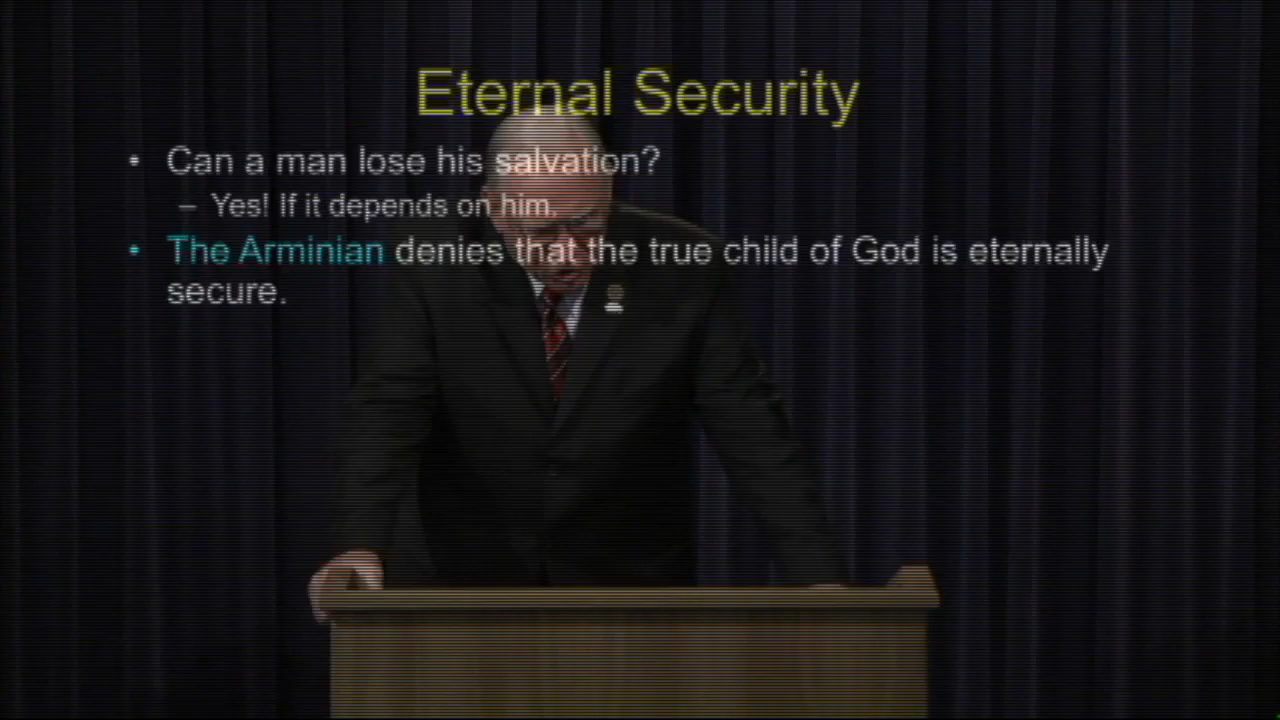 Eternal Security
• Can a man lose his salvation?
– Yes! If it depends on him.
• The Arminian denies that the true child of God is eternally
secure.